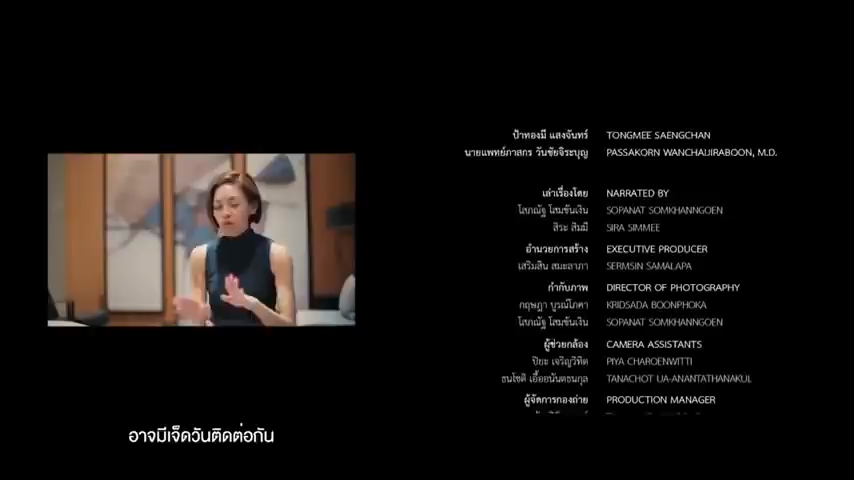 ป้าทองมี แสงจันทร์ TONGMEE SAENGCHAN
นายแพทย์ภาสกร วันชัยจิระบุญ PASSAKORN WANCHAIJIRABOON, M.D.
เล่าเรื่องโดย NARRATED BY
โสภณัฐ โสมขันเงิน SOPANAT SOMKHANNGOEN
สิระ สิมมี SIRA SIMMEE
อำนวยการสร้าง EXECUTIVE PRODUCER
เสริมสิน สมะลาภา SERMSIN SAMALAPA
กำกับภาพ DIRECTOR OF PHOTOGRAPHY
กฤษฎา บูรณ์โภคา KRIDSADA BOONPHOKA
โสภณัฐ โสมขันเงิน SOPANAT SOMKHANNGOEN
ผู้ช่วยกล้อง CAMERA ASSISTANTS
ปิยะ เจริญวิทิต PIYA CHAROENWITTI
ธนโชติ เอื้ออนันตธนกุล TANACHOT UA-ANANTATHANAKUL
ผู้จัดการกองถ่าย PRODUCTION MANAGER
อาจมีเจ็ดวันติดต่อกัน